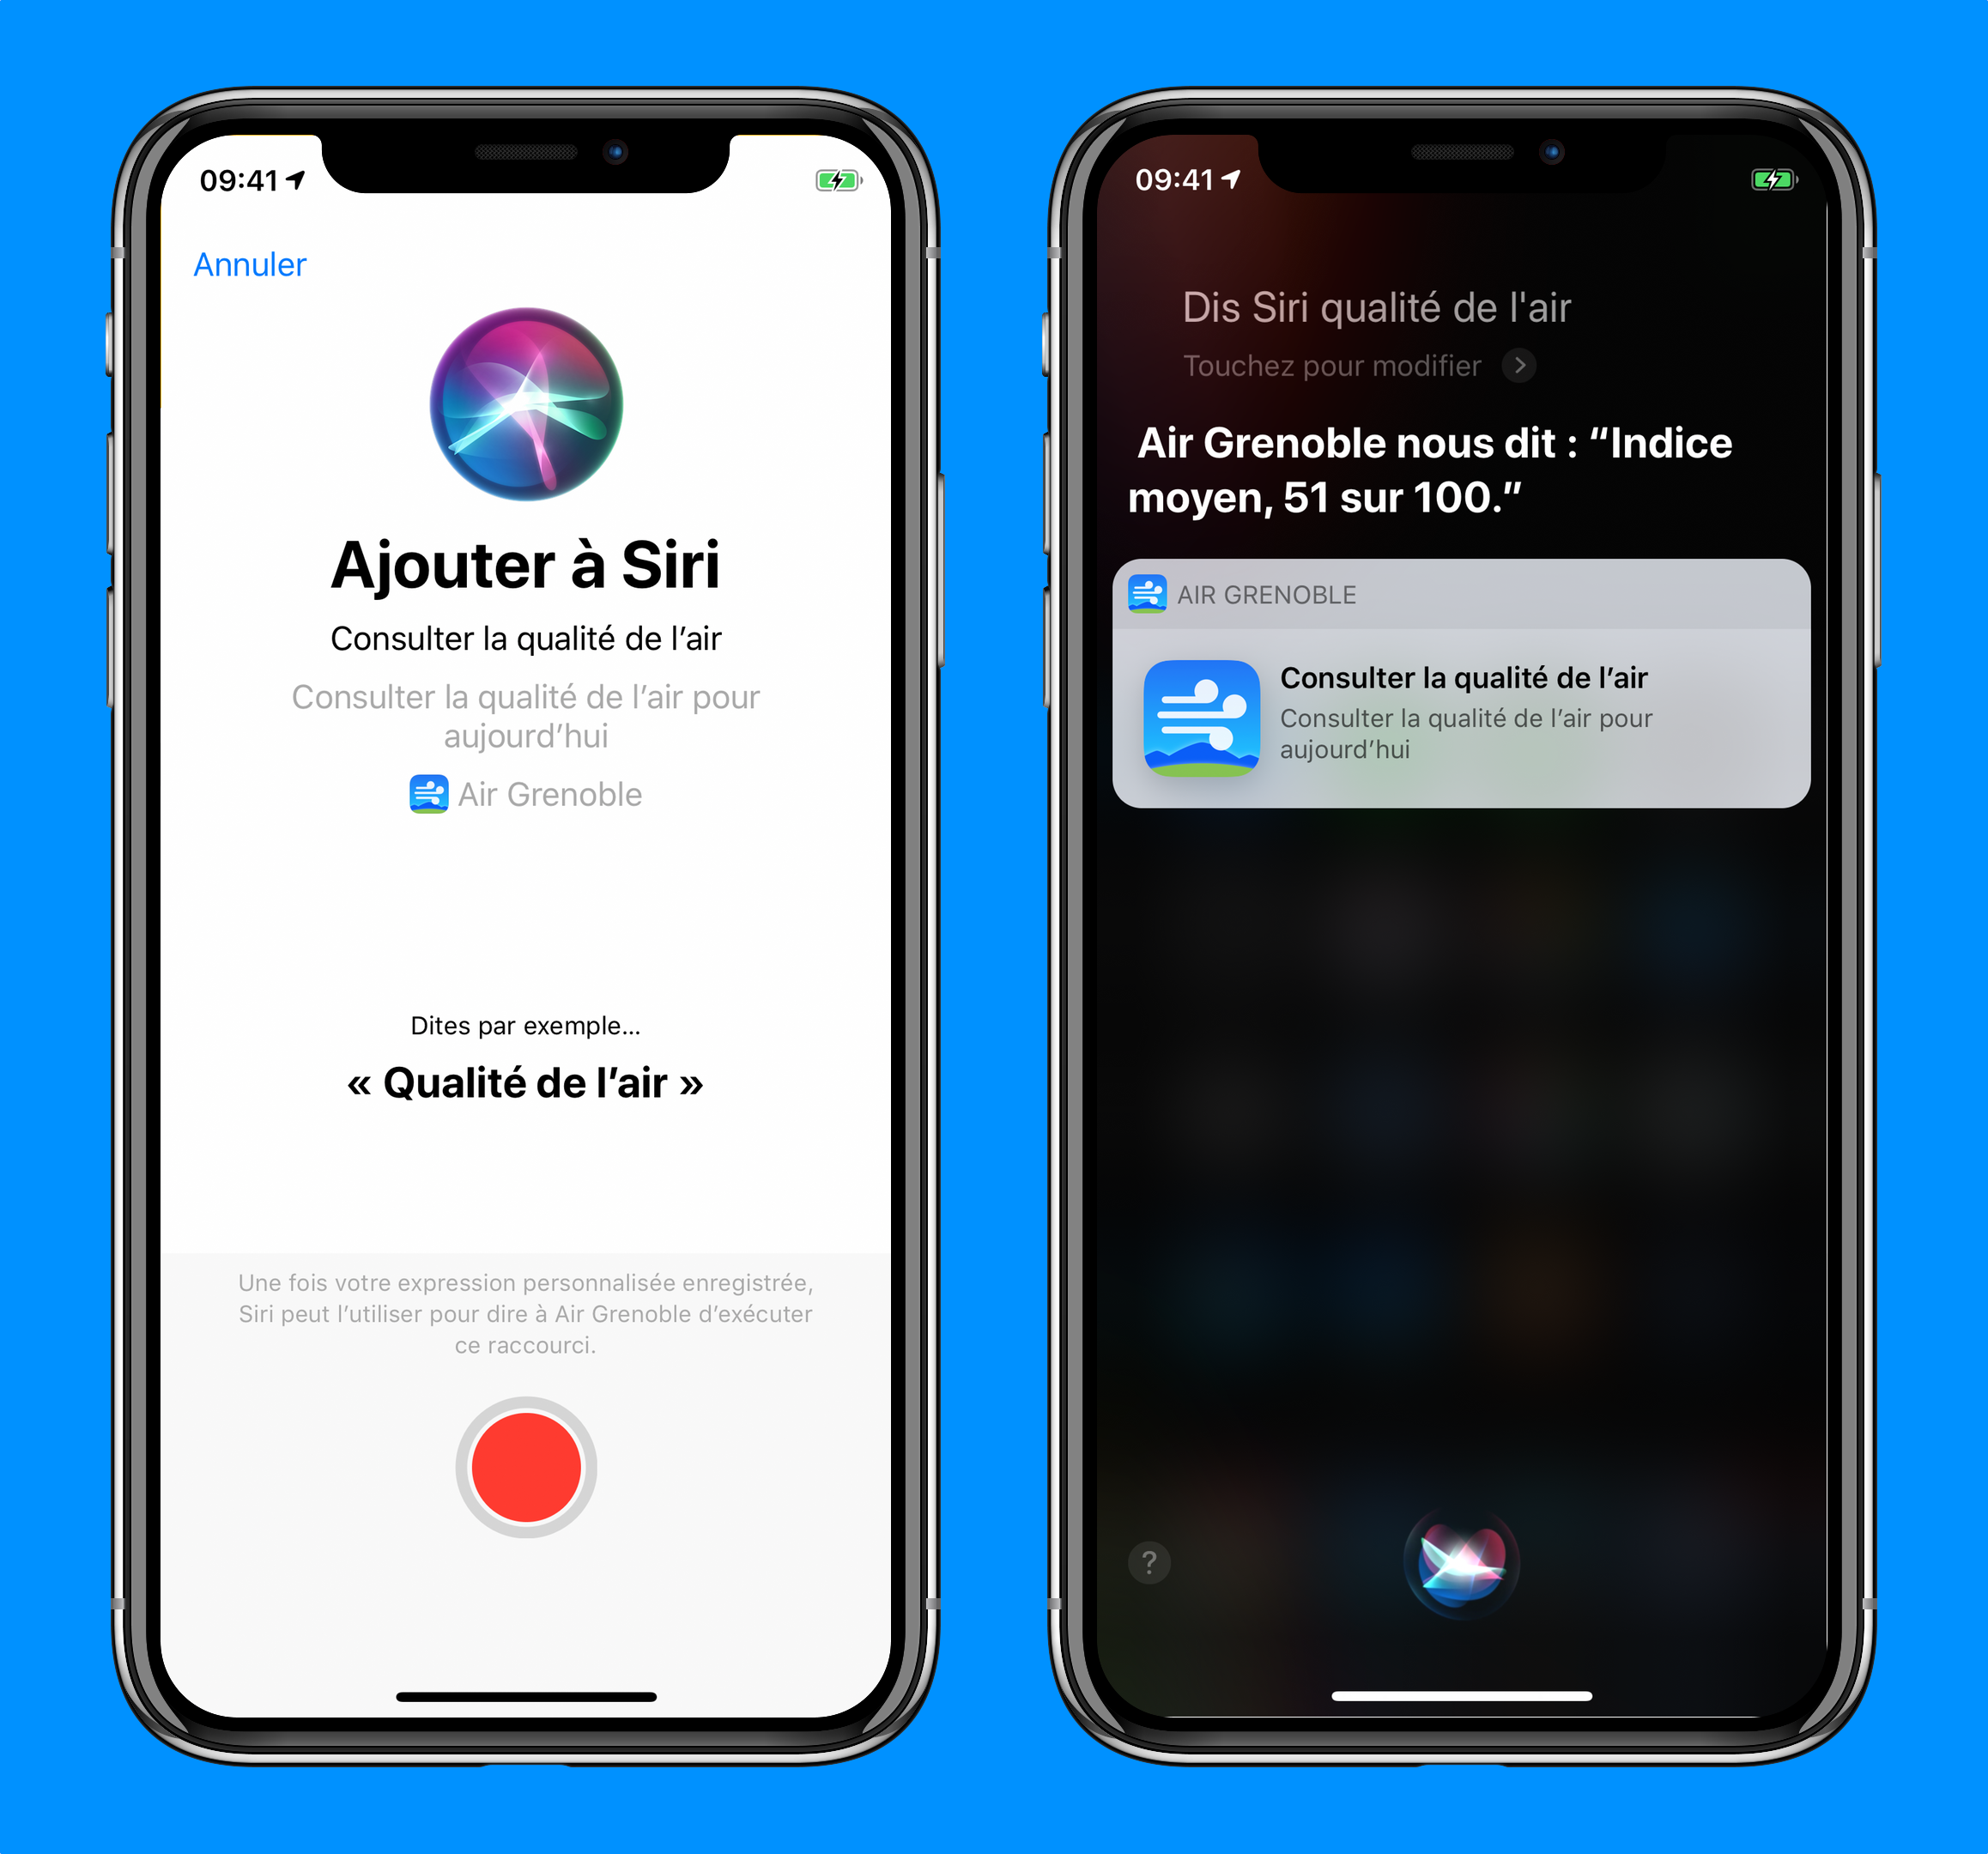 09:41
Annuler
Ajouter à Siri
Consulter la qualité de l’air
Consulter la qualité de l’air pour
aujourd’hui
Air Grenoble
Dites par exemple...
« Qualité de l’air »
Une fois votre expression personnalisée enregistrée,
Siri peut l’utiliser pour dire à Air Grenoble d’exécuter
ce raccourci.
09:41
Dis Siri qualité de l'air
Touchez pour modifier
Air Grenoble nous dit : “Indice
moyen, 51 sur 100.”
AIR GRENOBLE
Consulter la qualité de l’air
Consulter la qualité de l’air pour
aujourd’hui
?